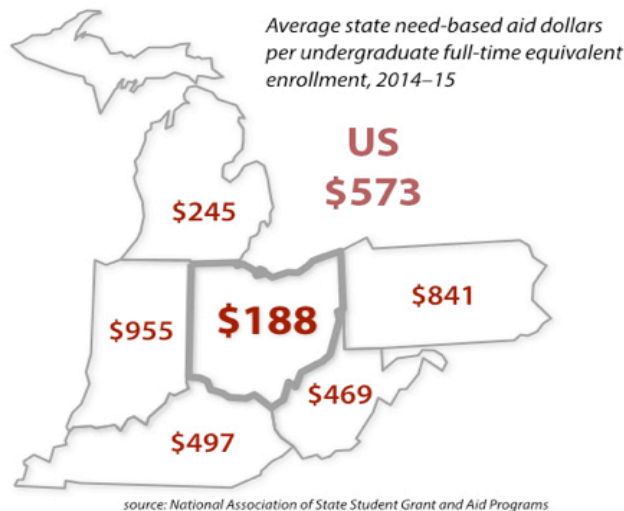 Average state need-based aid dollars
per undergraduate full-time equivalent
enrollment, 2014–15
US
$573
$245
$841
$955
$188
$469
$497
source: National Association of State Student Grant and Aid Programs